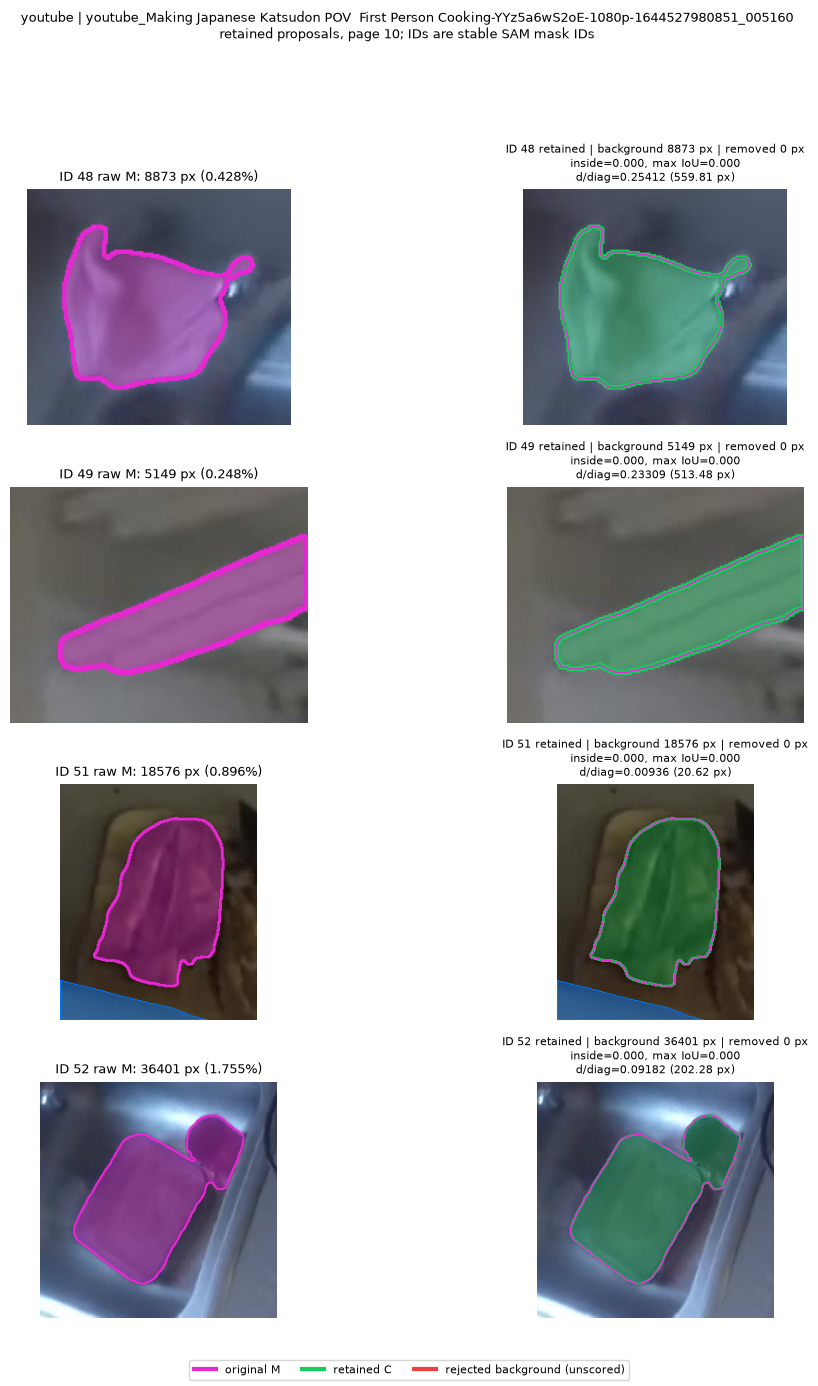 youtube | youtube_Making Japanese Katsudon POV  First Person Cooking-YYz5a6wS2oE-1080p-1644527980851_005160
retained proposals, page 10; IDs are stable SAM mask IDs
ID 48 raw M: 8873 px (0.428%)
ID 48 retained | background 8873 px | removed 0 px
inside=0.000, max IoU=0.000
d/diag=0.25412 (559.81 px)
ID 49 raw M: 5149 px (0.248%)
ID 49 retained | background 5149 px | removed 0 px
inside=0.000, max IoU=0.000
d/diag=0.23309 (513.48 px)
ID 51 raw M: 18576 px (0.896%)
ID 51 retained | background 18576 px | removed 0 px
inside=0.000, max IoU=0.000
d/diag=0.00936 (20.62 px)
ID 52 raw M: 36401 px (1.755%)
ID 52 retained | background 36401 px | removed 0 px
inside=0.000, max IoU=0.000
d/diag=0.09182 (202.28 px)
original M
retained C
rejected background (unscored)